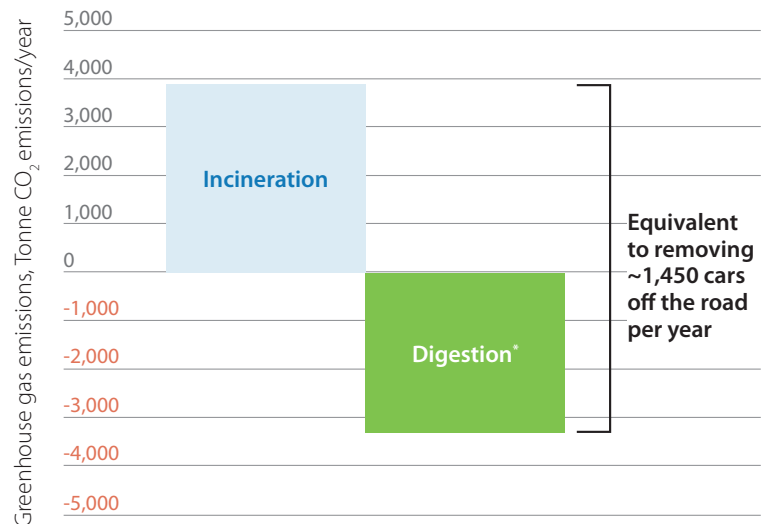 Greenhouse gas emissions, Tonne CO₂ emissions/year
5,000
4,000
3,000
2,000
1,000
0
-1,000
-2,000
-3,000
-4,000
-5,000
Incineration
Digestion*
Equivalent
to removing
~1,450 cars
off the road
per year